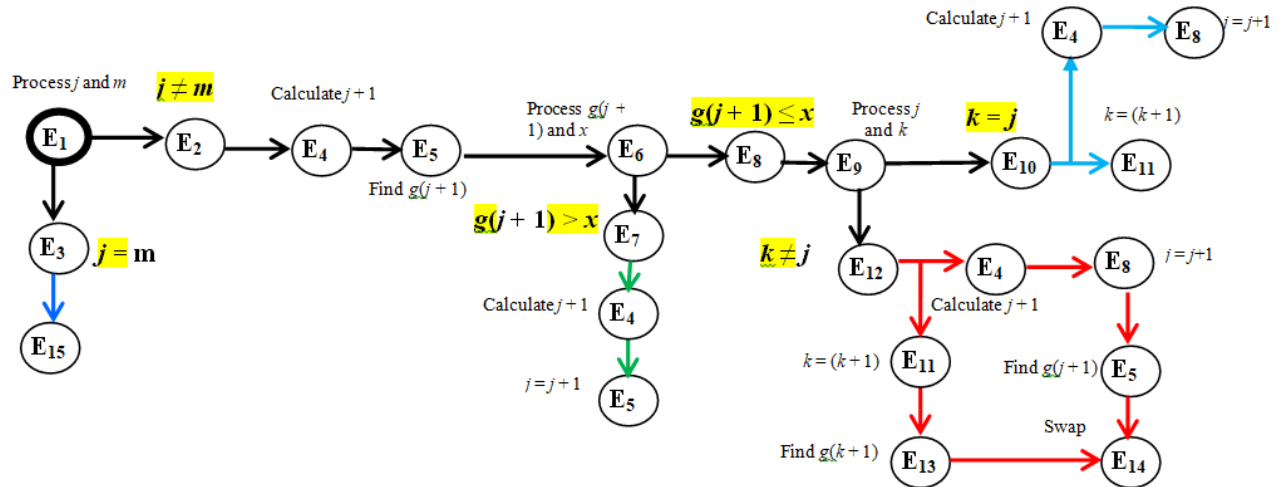 Calculate j + 1
E4
E8
j = j+1
Process j and m
j ≠ m
Calculate j + 1
Process g(j +
1) and x
g(j + 1) ≤ x
Process j
and k
k = j
k = (k+1)
E1
E2
E4
E5
E6
E8
E9
E10
E11
Find g(j + 1)
g(j + 1) > x
E3
j = m
E7
k ≠ j
E12
E4
E8
j = j+1
Calculate j + 1
E4
Calculate j + 1
E15
k = (k+1)
E11
Find g(j + 1)
E5
j = j + 1
E5
Swap
Find g(k+1)
E13
E14